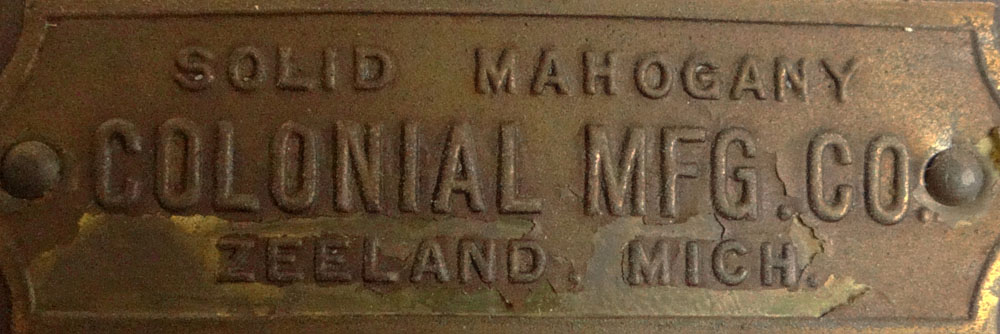 SOLID MAHOGANY
COLONIAL MFG. CO.
ZEELAND, MICH.